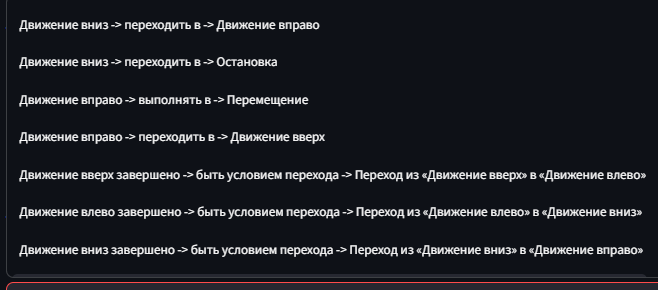 Движение вниз -> переходить в -> Движение вправо
Движение вниз -> переходить в -> Остановка
Движение вправо -> выполнять в -> Перемещение
Движение вправо -> переходить в -> Движение вверх
Движение вверх завершено -> быть условием перехода -> Переход из «Движение вверх» в «Движение влево»
Движение влево завершено -> быть условием перехода -> Переход из «Движение влево» в «Движение вниз»
Движение вниз завершено -> быть условием перехода -> Переход из «Движение вниз» в «Движение вправо»